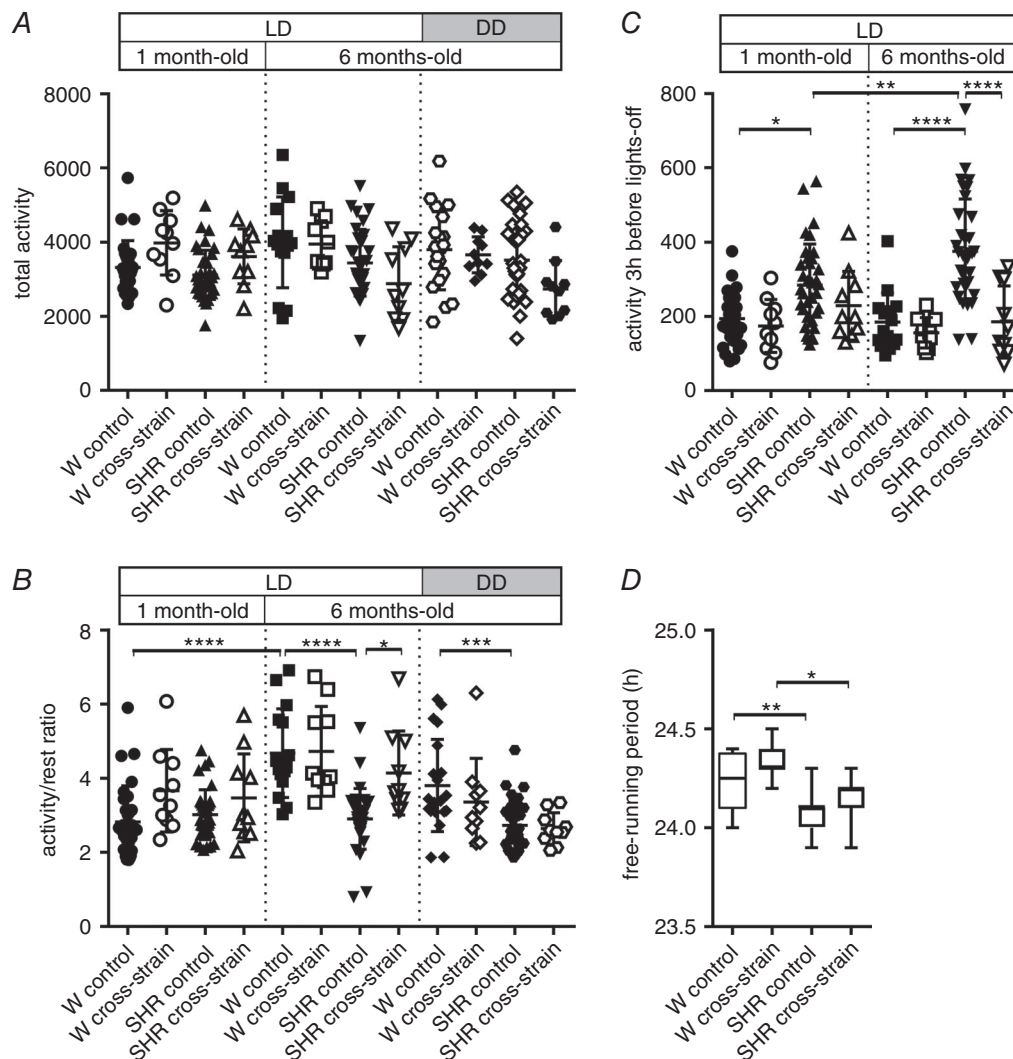 A
LD DD
1 month-old 6 months-old
8000
6000
4000
2000
0
total activity
W control
W cross-strain
SHR control
SHR cross-strain
W control
W cross-strain
SHR control
SHR cross-strain
W control
W cross-strain
SHR control
SHR cross-strain
C
LD
1 month-old 6 months-old
800
600
400
200
0
activity 3h before lights-off
** ****
* ****
W control
W cross-strain
SHR control
SHR cross-strain
W control
W cross-strain
SHR control
SHR cross-strain
B
LD DD
1 month-old 6 months-old
8
6
4
2
0
activity/rest ratio
**** **** * ***
W control
W cross-strain
SHR control
SHR cross-strain
W control
W cross-strain
SHR control
SHR cross-strain
W control
W cross-strain
SHR control
SHR cross-strain
D
25.0
24.5
24.0
23.5
free-running period (h)
*
**
W control
W cross-strain
SHR control
SHR cross-strain